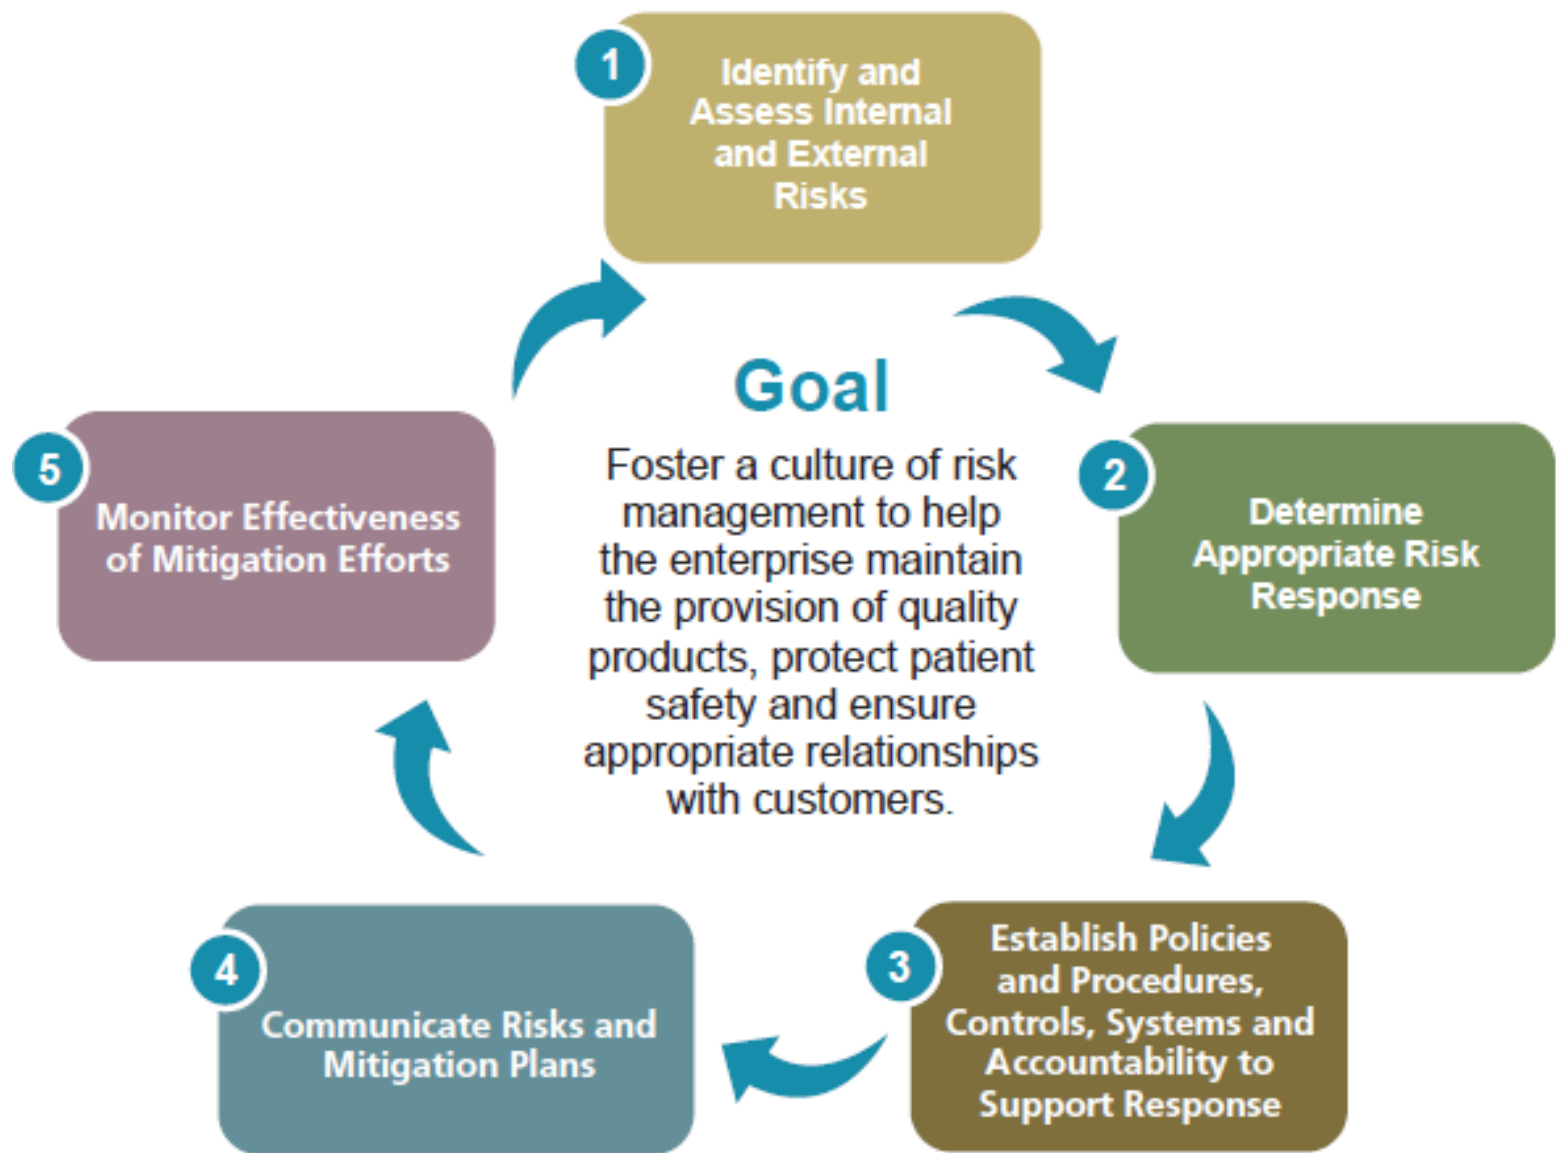 1
Identify and
Assess Internal
and External
Risks
Goal
Foster a culture of risk
management to help
the enterprise maintain
the provision of quality
products, protect patient
safety and ensure
appropriate relationships
with customers.
2
Determine
Appropriate Risk
Response
3
Establish Policies
and Procedures,
Controls, Systems and
Accountability to
Support Response
4
Communicate Risks and
Mitigation Plans
5
Monitor Effectiveness
of Mitigation Efforts